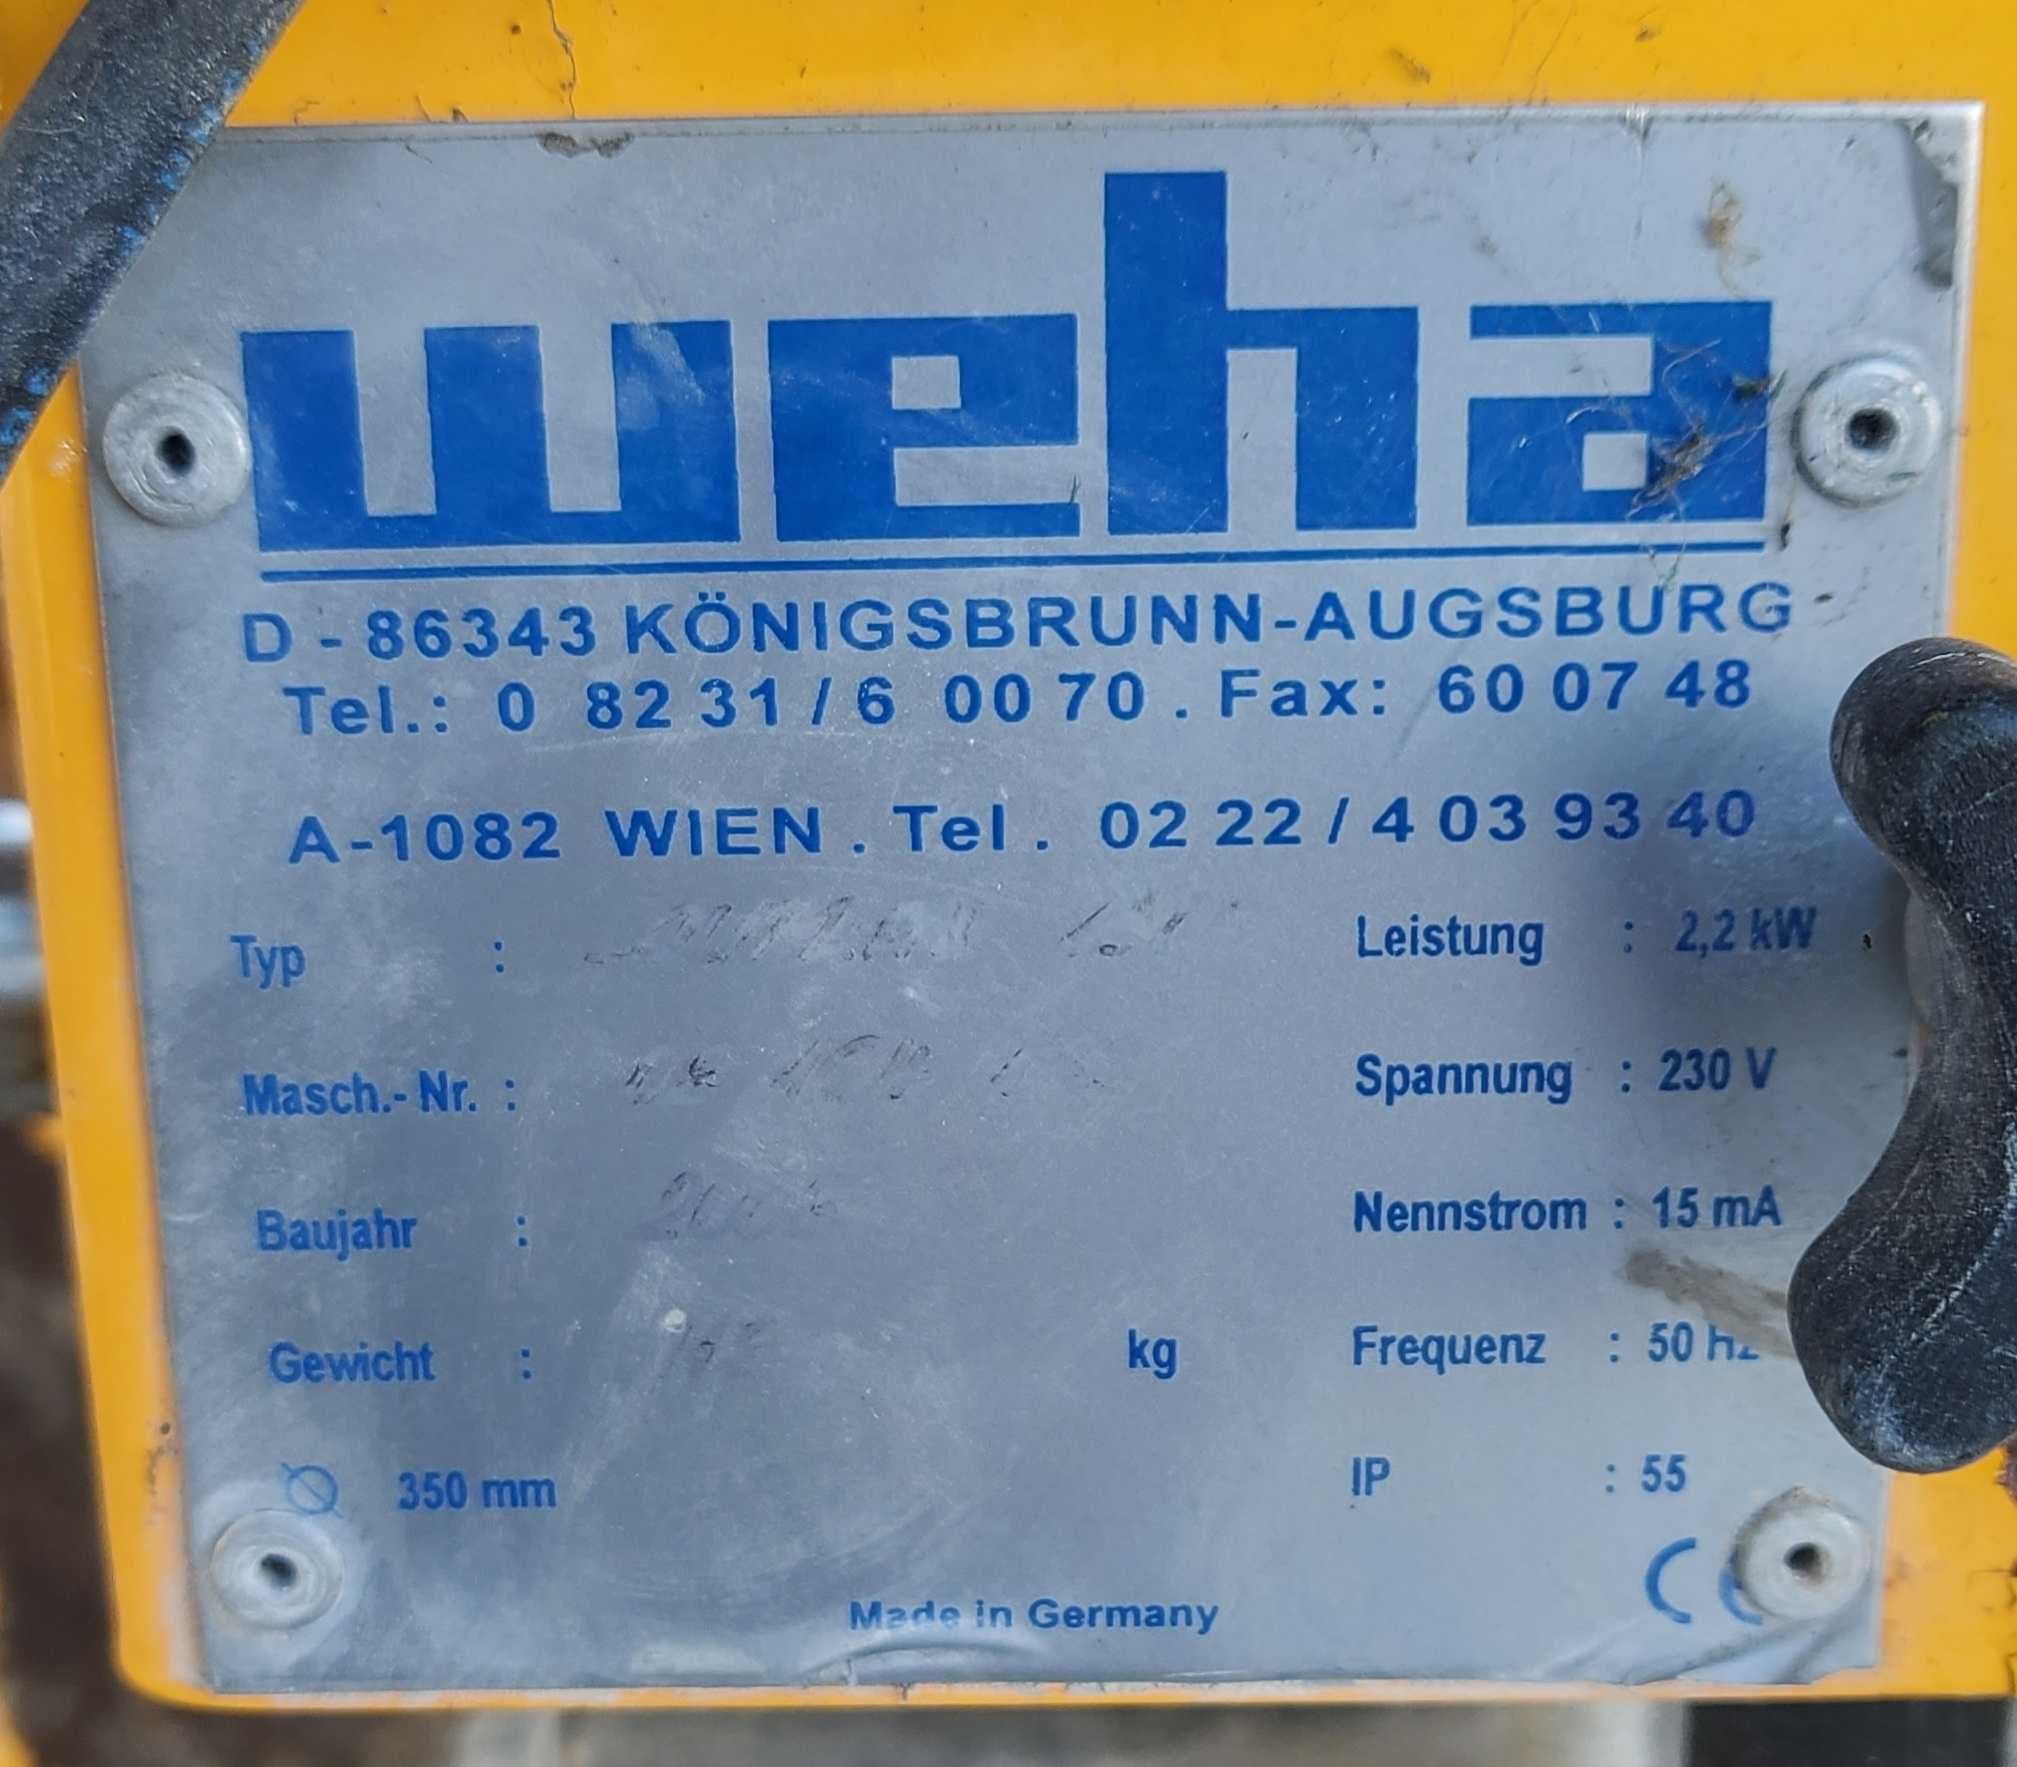 weha
D - 86343 KÖNIGSBRUNN-AUGSBURG
Tel.: 0 82 31 / 6 00 70 . Fax: 60 07 48
A-1082 WIEN . Tel . 02 22 / 4 03 93 40
Typ :
Leistung : 2,2 kW
Masch.- Nr. :
Spannung : 230 V
Baujahr :
Nennstrom : 15 mA
Gewicht : kg
Frequenz : 50 Hz
Ø 350 mm
IP : 55
CE
Made in Germany